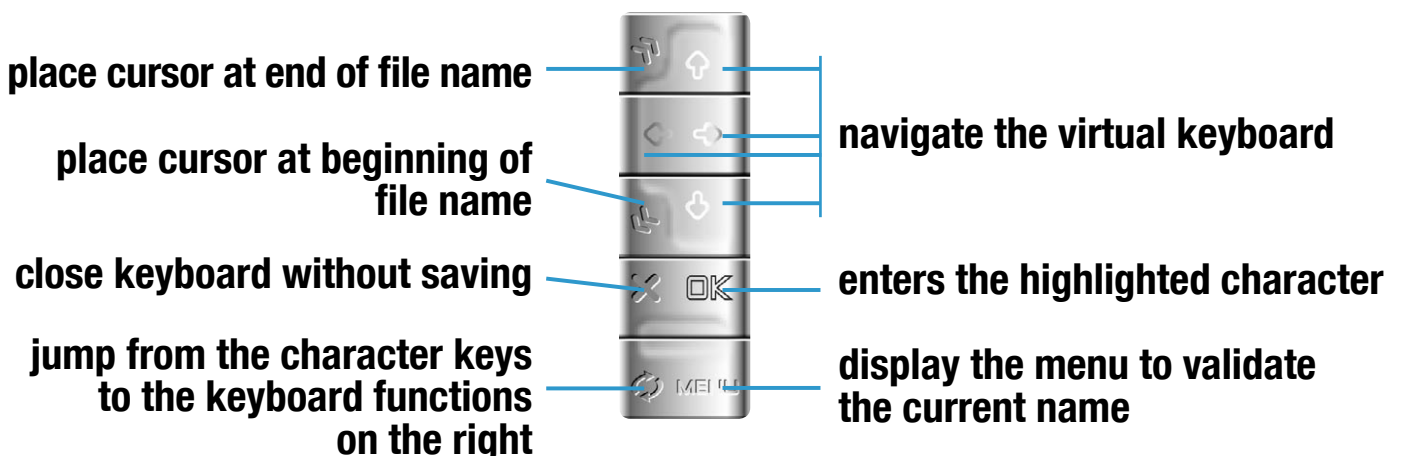 place cursor at end of file name
place cursor at beginning of
file name
close keyboard without saving
jump from the character keys
to the keyboard functions
on the right
navigate the virtual keyboard
OK
enters the highlighted character
MENU
display the menu to validate
the current name